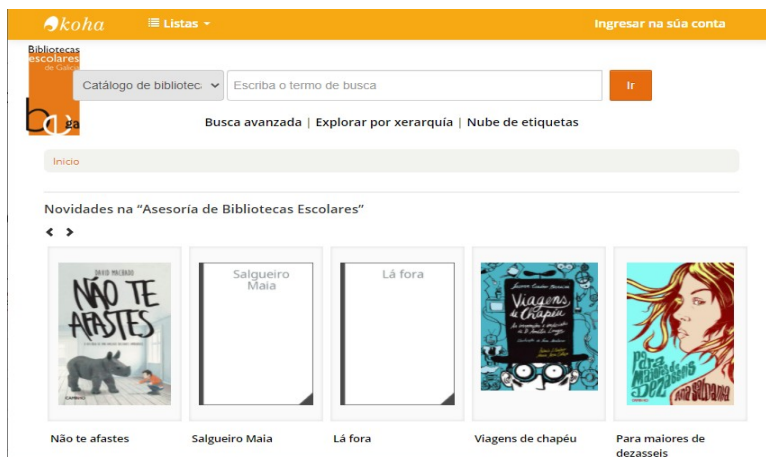 koha
Listas
Ingresar na súa conta
Bibliotecas
escolares
de Galicia
Catálogo de bibliotec
Escriba o termo de busca
Ir
ga
Busca avanzada | Explorar por xerarquía | Nube de etiquetas
Inicio
Novidades na “Asesoría de Bibliotecas Escolares”
DAVID MACHADO
NÃO TE
AFASTES
Salgueiro
Maia
Lá fora
Viagens
de Chapéu
Para
Maiores de
Dezasseis
Ana Saldanha
Não te afastes
Salgueiro Maia
Lá fora
Viagens de chapéu
Para maiores de
dezasseis